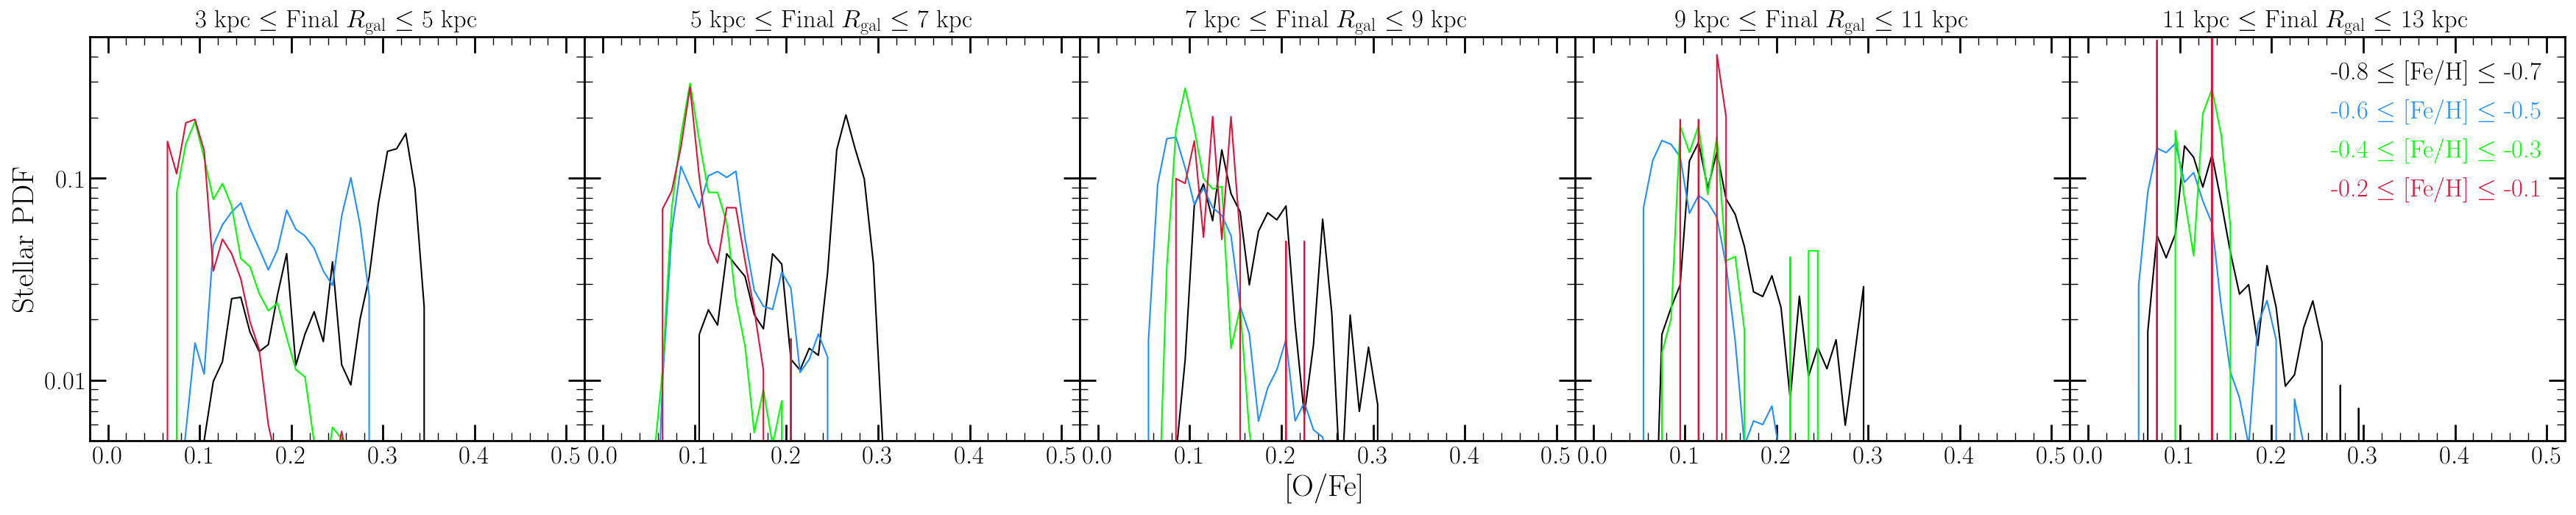 3 kpc ≤ Final R_gal ≤ 5 kpc
5 kpc ≤ Final R_gal ≤ 7 kpc
7 kpc ≤ Final R_gal ≤ 9 kpc
9 kpc ≤ Final R_gal ≤ 11 kpc
11 kpc ≤ Final R_gal ≤ 13 kpc
-0.8 ≤ [Fe/H] ≤ -0.7
-0.6 ≤ [Fe/H] ≤ -0.5
-0.4 ≤ [Fe/H] ≤ -0.3
-0.2 ≤ [Fe/H] ≤ -0.1
Stellar PDF
0.1
0.01
0.0 0.1 0.2 0.3 0.4 0.5 0.0 0.1 0.2 0.3 0.4 0.5 0.0 0.1 0.2 0.3 0.4 0.5 0.0 0.1 0.2 0.3 0.4 0.5 0.0 0.1 0.2 0.3 0.4 0.5
[O/Fe]